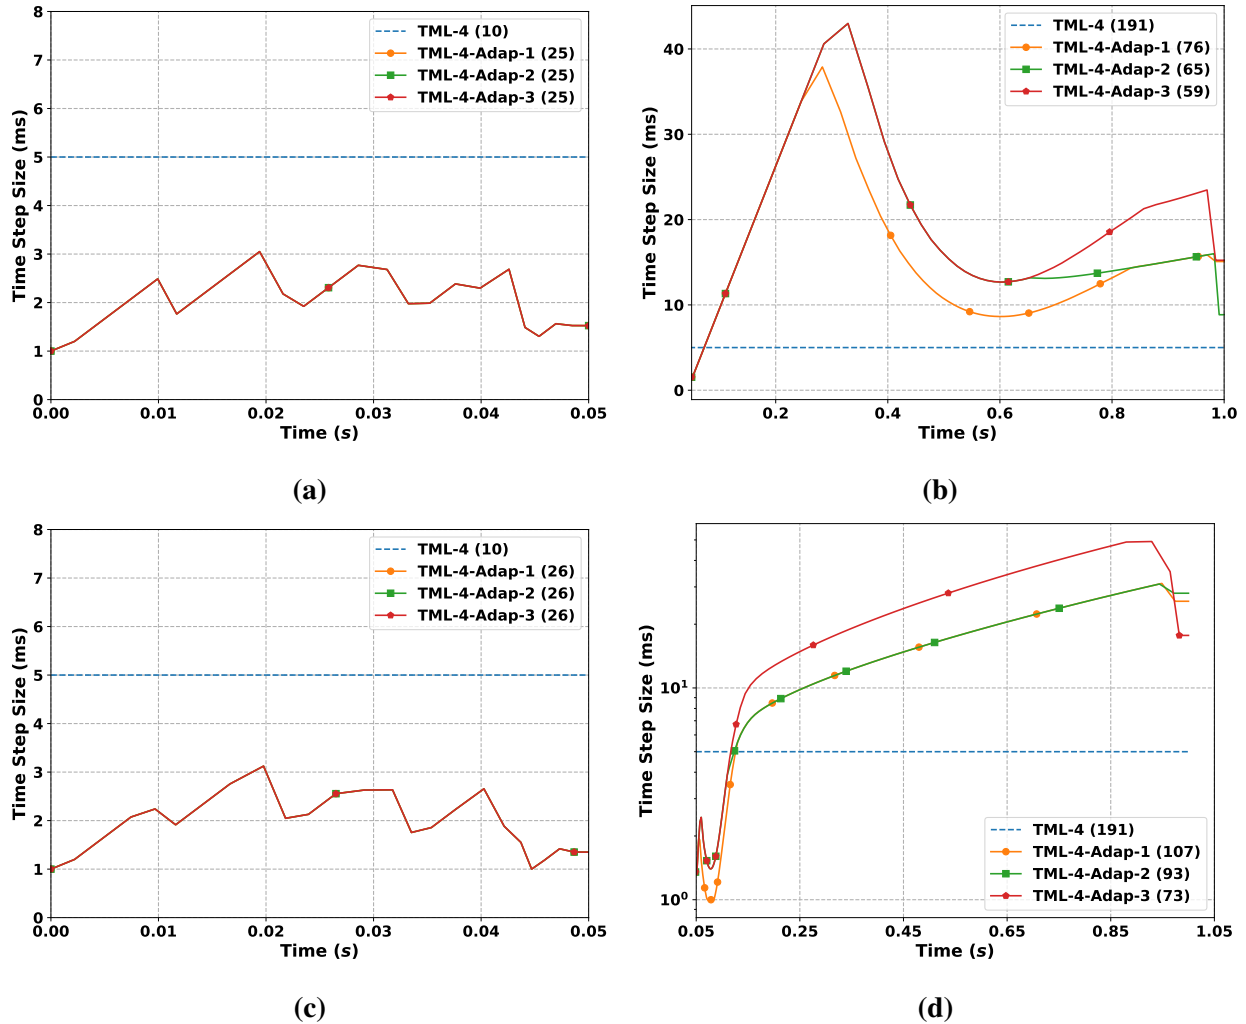 8
7
6
5
4
3
2
1
0
Time Step Size (ms)
0.00 0.01 0.02 0.03 0.04 0.05
Time (s)
TML-4 (10)
TML-4-Adap-1 (25)
TML-4-Adap-2 (25)
TML-4-Adap-3 (25)
(a)
40
30
20
10
0
Time Step Size (ms)
0.2 0.4 0.6 0.8 1.0
Time (s)
TML-4 (191)
TML-4-Adap-1 (76)
TML-4-Adap-2 (65)
TML-4-Adap-3 (59)
(b)
8
7
6
5
4
3
2
1
0
Time Step Size (ms)
0.00 0.01 0.02 0.03 0.04 0.05
Time (s)
TML-4 (10)
TML-4-Adap-1 (26)
TML-4-Adap-2 (26)
TML-4-Adap-3 (26)
(c)
10¹
10⁰
Time Step Size (ms)
0.05 0.25 0.45 0.65 0.85 1.05
Time (s)
TML-4 (191)
TML-4-Adap-1 (107)
TML-4-Adap-2 (93)
TML-4-Adap-3 (73)
(d)